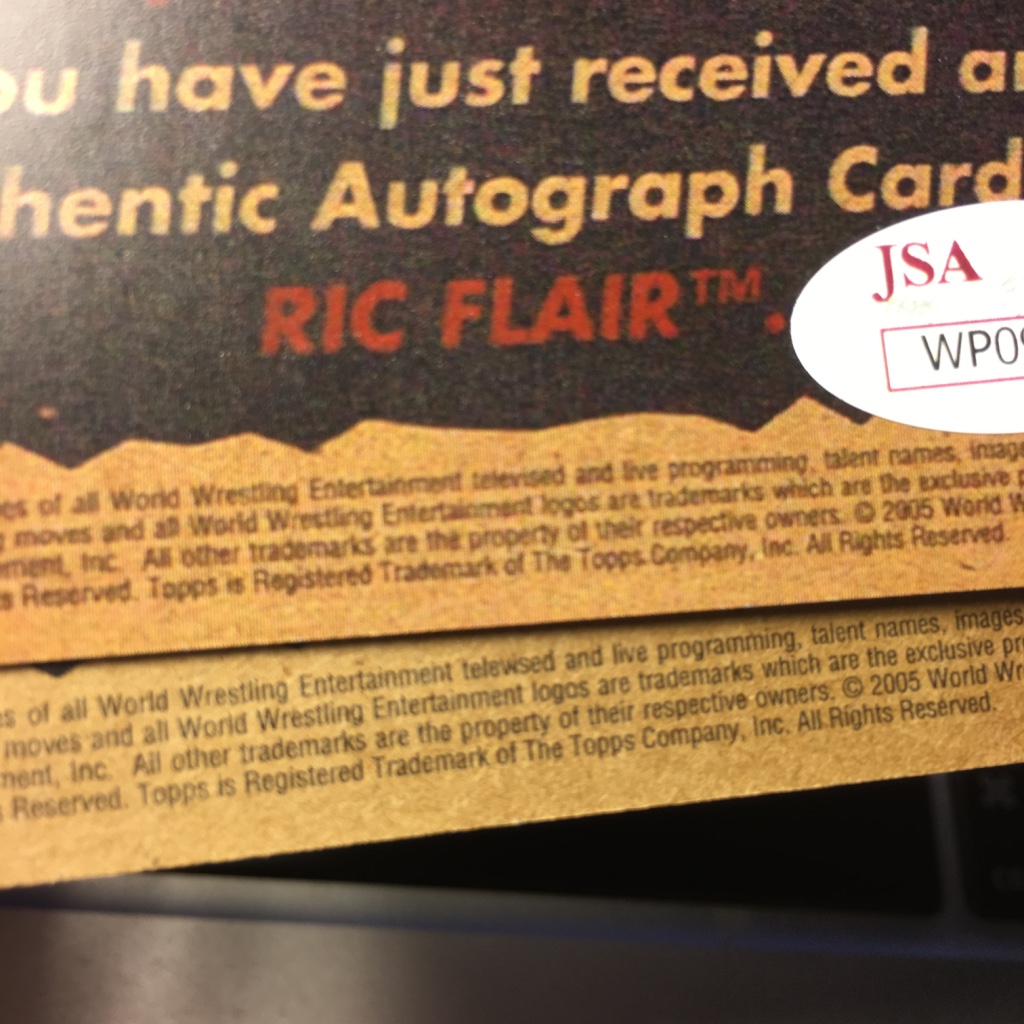 ou have just received an
hentic Autograph Card
RIC FLAIR™.
JSA
WP09
es of all World Wrestling Entertainment televised and live programming, talent names, image
moves and all World Wrestling Entertainment logos are trademarks which are the exclusive p
ment, Inc. All other trademarks are the property of their respective owners. © 2005 World W
s Reserved. Topps is Registered Trademark of The Topps Company, Inc. All Rights Reserved.
es of all World Wrestling Entertainment telewsed and live programming, talent names, images
moves and all World Wrestling Entertainment logos are trademarks which are the exclusive pr
ment, Inc. All other trademarks are the property of their respective owners. © 2005 World Wr
s Reserved. Topps is Registered Trademark of The Topps Company, Inc. All Rights Reserved.